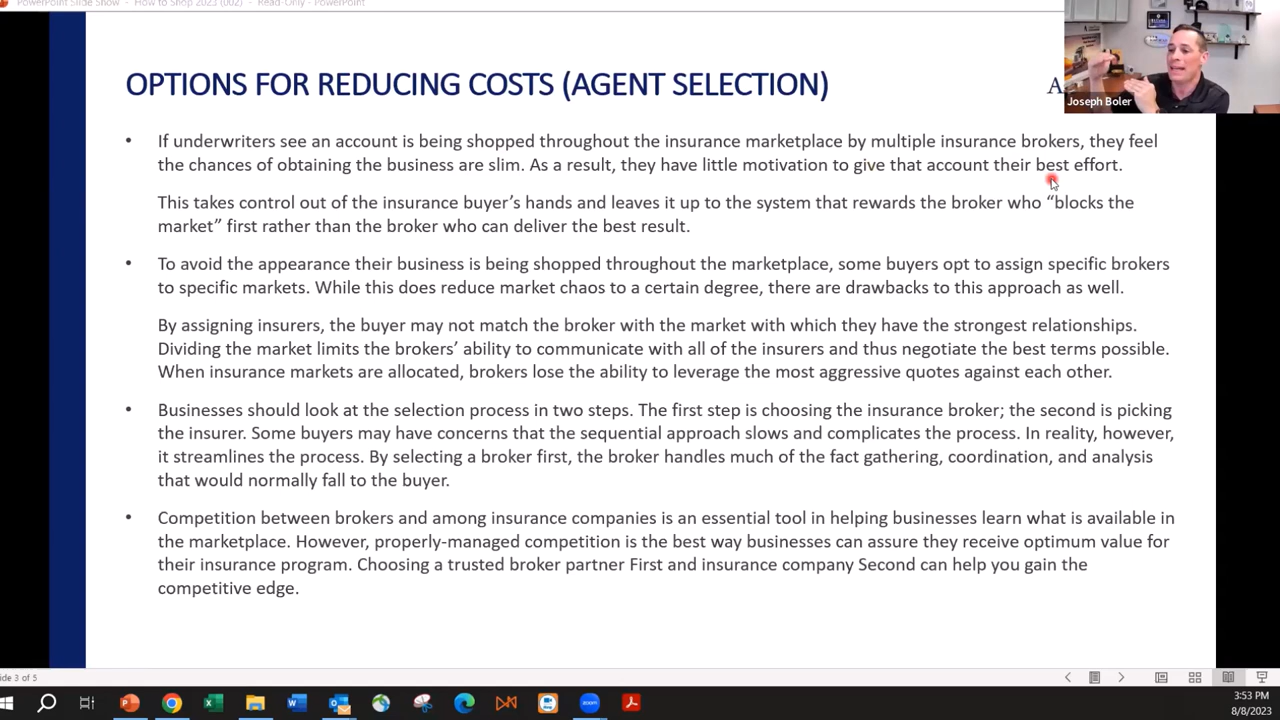 PowerPoint Slide Show - How to Shop 2023 (002) - Read-Only - PowerPoint
OPTIONS FOR REDUCING COSTS (AGENT SELECTION)
A
Joseph Boler
• If underwriters see an account is being shopped throughout the insurance marketplace by multiple insurance brokers, they feel
the chances of obtaining the business are slim. As a result, they have little motivation to give that account their best effort.
This takes control out of the insurance buyer’s hands and leaves it up to the system that rewards the broker who “blocks the
market” first rather than the broker who can deliver the best result.
• To avoid the appearance their business is being shopped throughout the marketplace, some buyers opt to assign specific brokers
to specific markets. While this does reduce market chaos to a certain degree, there are drawbacks to this approach as well.
By assigning insurers, the buyer may not match the broker with the market with which they have the strongest relationships.
Dividing the market limits the brokers’ ability to communicate with all of the insurers and thus negotiate the best terms possible.
When insurance markets are allocated, brokers lose the ability to leverage the most aggressive quotes against each other.
• Businesses should look at the selection process in two steps. The first step is choosing the insurance broker; the second is picking
the insurer. Some buyers may have concerns that the sequential approach slows and complicates the process. In reality, however,
it streamlines the process. By selecting a broker first, the broker handles much of the fact gathering, coordination, and analysis
that would normally fall to the buyer.
• Competition between brokers and among insurance companies is an essential tool in helping businesses learn what is available in
the marketplace. However, properly-managed competition is the best way businesses can assure they receive optimum value for
their insurance program. Choosing a trusted broker partner First and insurance company Second can help you gain the
competitive edge.
lide 3 of 5
zoom
3:53 PM
8/8/2023